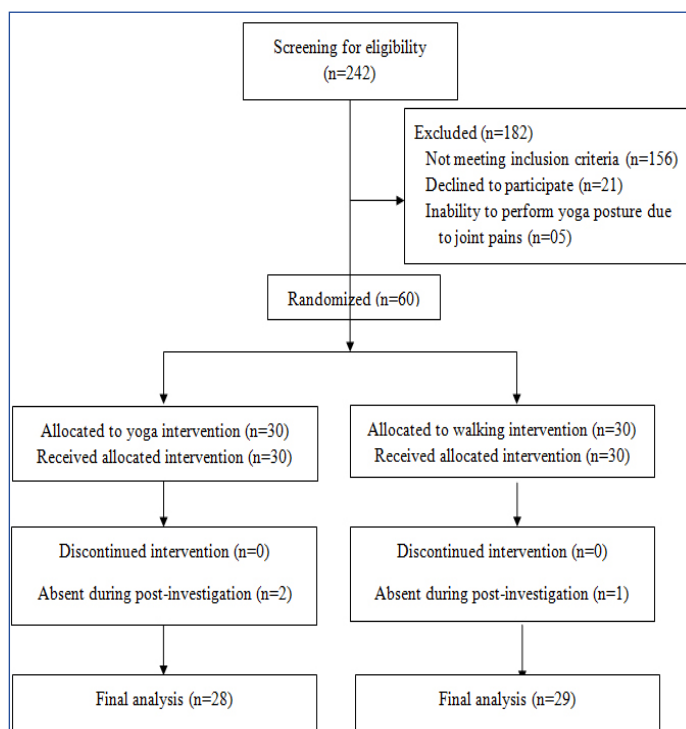 Screening for eligibility
(n=242)
Excluded (n=182)
Not meeting inclusion criteria (n=156)
Declined to participate (n=21)
Inability to perform yoga posture due
to joint pains (n=05)
Randomized (n=60)
Allocated to yoga intervention (n=30)
Received allocated intervention (n=30)
Allocated to walking intervention (n=30)
Received allocated intervention (n=30)
Discontinued intervention (n=0)
Absent during post-investigation (n=2)
Discontinued intervention (n=0)
Absent during post-investigation (n=1)
Final analysis (n=28)
Final analysis (n=29)